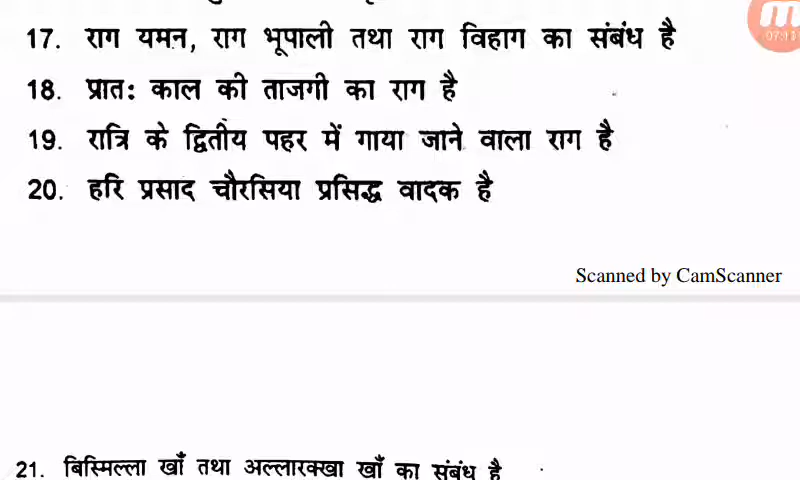 17. राग यमन, राग भूपाली तथा राग विहाग का संबंध है
18. प्रात: काल की ताजगी का राग है
19. रात्रि के द्वितीय पहर में गाया जाने वाला राग है
20. हरि प्रसाद चौरसिया प्रसिद्ध वादक है
Scanned by CamScanner
21. बिस्मिल्ला खाँ तथा अल्लारक्खा खाँ का संबंध है